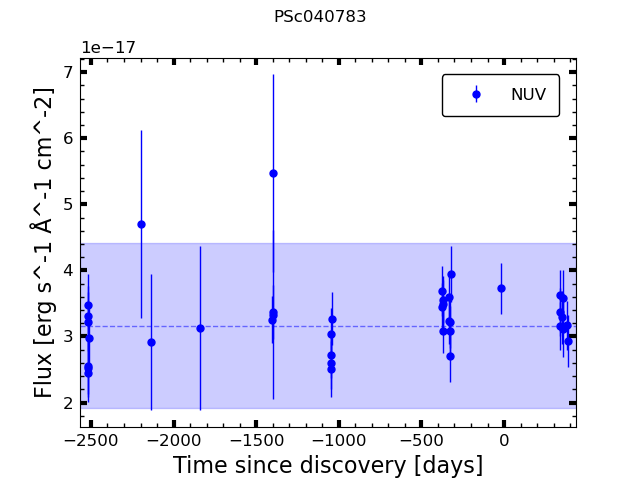 PSc040783
1e−17
NUV
7
6
5
4
3
2
Flux [erg s^-1 Å^-1 cm^-2]
−2500 −2000 −1500 −1000 −500 0
Time since discovery [days]